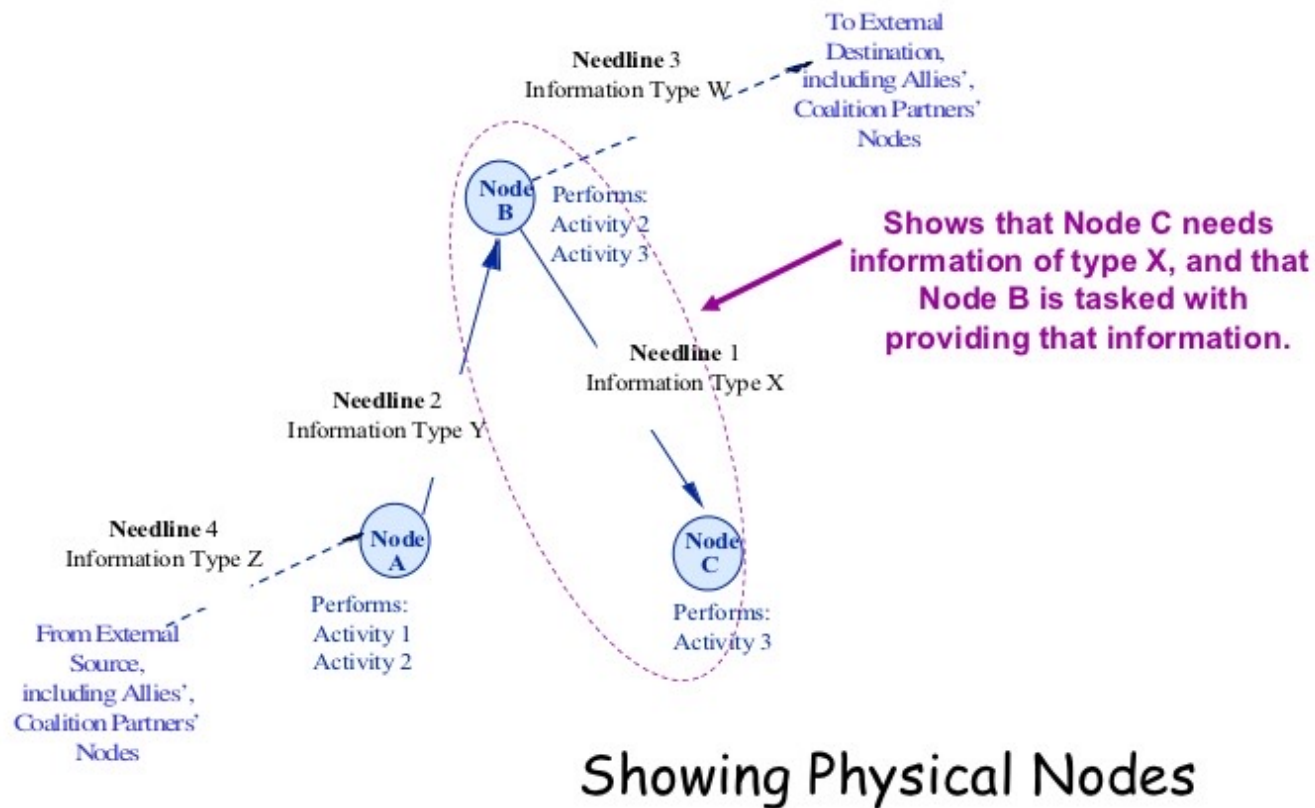 To External
Destination,
including Allies',
Coalition Partners'
Nodes
Needline 3
Information Type W
Node
B
Performs:
Activity 2
Activity 3
Shows that Node C needs
information of type X, and that
Node B is tasked with
providing that information.
Needline 1
Information Type X
Needline 2
Information Type Y
Needline 4
Information Type Z
Node
A
Performs:
Activity 1
Activity 2
Node
C
Performs:
Activity 3
From External
Source,
including Allies',
Coalition Partners'
Nodes
Showing Physical Nodes